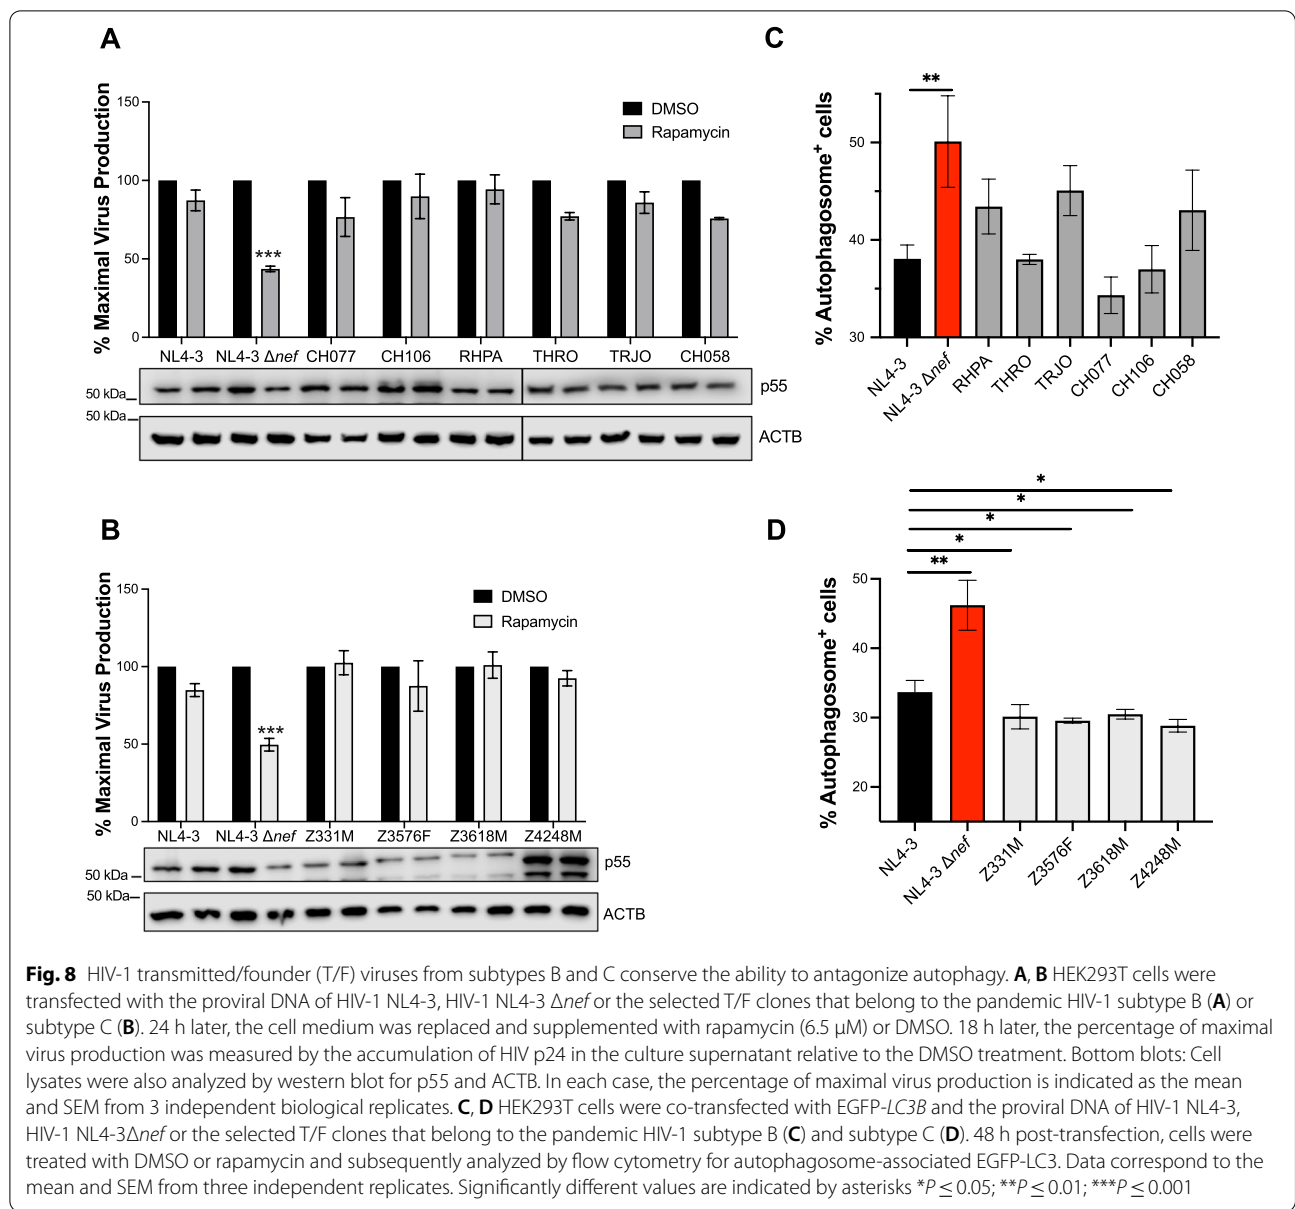 A
% Maximal Virus Production
150
100
50
0
DMSO
Rapamycin
***
NL4-3 NL4-3 Δnef CH077 CH106 RHPA THRO TRJO CH058
50 kDa
p55
50 kDa
ACTB
B
% Maximal Virus Production
150
100
50
0
DMSO
Rapamycin
***
NL4-3 NL4-3 Δnef Z331M Z3576F Z3618M Z4248M
50 kDa
p55
50 kDa
ACTB
C
% Autophagosome+ cells
50
40
30
**
NL4-3 NL4-3 Δnef RHPA THRO TRJO CH077 CH106 CH058
D
% Autophagosome+ cells
50
40
30
20
*
*
*
*
**
NL4-3 NL4-3 Δnef Z331M Z3576F Z3618M Z4248M
Fig. 8 HIV-1 transmitted/founder (T/F) viruses from subtypes B and C conserve the ability to antagonize autophagy. A, B HEK293T cells were
transfected with the proviral DNA of HIV-1 NL4-3, HIV-1 NL4-3 Δnef or the selected T/F clones that belong to the pandemic HIV-1 subtype B (A) or
subtype C (B). 24 h later, the cell medium was replaced and supplemented with rapamycin (6.5 μM) or DMSO. 18 h later, the percentage of maximal
virus production was measured by the accumulation of HIV p24 in the culture supernatant relative to the DMSO treatment. Bottom blots: Cell
lysates were also analyzed by western blot for p55 and ACTB. In each case, the percentage of maximal virus production is indicated as the mean
and SEM from 3 independent biological replicates. C, D HEK293T cells were co-transfected with EGFP-LC3B and the proviral DNA of HIV-1 NL4-3,
HIV-1 NL4-3Δnef or the selected T/F clones that belong to the pandemic HIV-1 subtype B (C) and subtype C (D). 48 h post-transfection, cells were
treated with DMSO or rapamycin and subsequently analyzed by flow cytometry for autophagosome-associated EGFP-LC3. Data correspond to the
mean and SEM from three independent replicates. Significantly different values are indicated by asterisks *P ≤ 0.05; **P ≤ 0.01; ***P ≤ 0.001